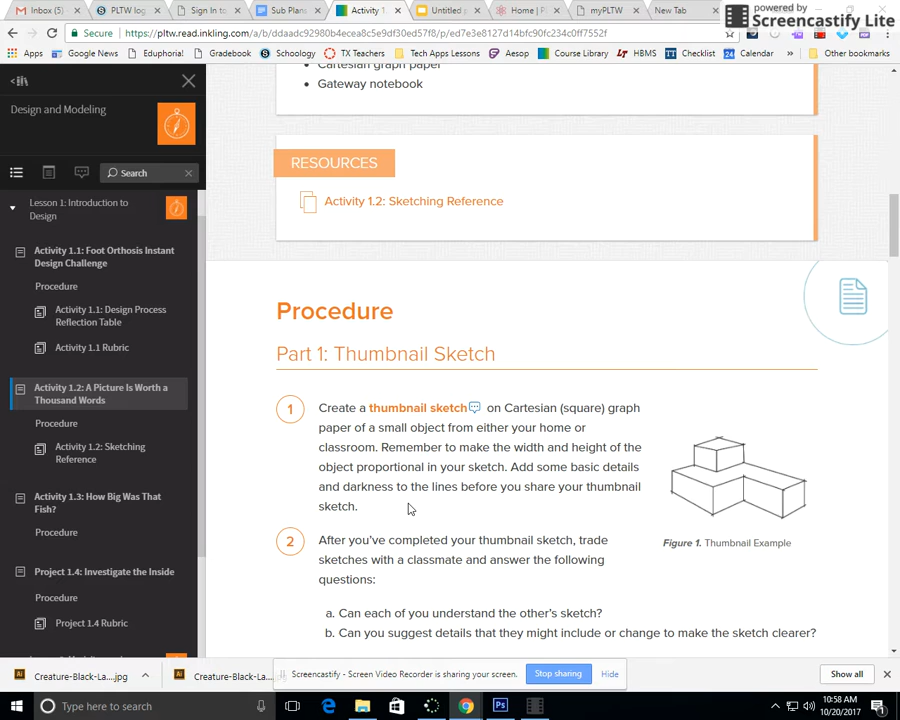 Inbox (5)
PLTW log
Sign In to
Sub Plans
Activity 1
Untitled s
Home | P
myPLTW
New Tab
powered by
Screencastify Lite
Secure
https://pltw.read.inkling.com/b/ddaadc92980b4ecea8c5e9df30ed57f8/p/ed7e3e8127d14bfc90fc234c0ff7552f
Apps
Google News
Eduphoria!
Gradebook
Schoology
TX Teachers
Tech Apps Lessons
Aesop
Course Library
HBMS
Checklist
24 Calendar
»
Other bookmarks
Design and Modeling
Search
Lesson 1: Introduction to
Design
Activity 1.1: Foot Orthosis Instant
Design Challenge
Procedure
Activity 1.1: Design Process
Reflection Table
Activity 1.1 Rubric
Activity 1.2: A Picture Is Worth a
Thousand Words
Procedure
Activity 1.2: Sketching
Reference
Activity 1.3: How Big Was That
Fish?
Procedure
Project 1.4: Investigate the Inside
Procedure
Project 1.4 Rubric
Cartesian graph paper
• Gateway notebook
RESOURCES
Activity 1.2: Sketching Reference
Procedure
Part 1: Thumbnail Sketch
1 Create a thumbnail sketch on Cartesian (square) graph
paper of a small object from either your home or
classroom. Remember to make the width and height of the
object proportional in your sketch. Add some basic details
and darkness to the lines before you share your thumbnail
sketch.
Figure 1. Thumbnail Example
2 After you've completed your thumbnail sketch, trade
sketches with a classmate and answer the following
questions:
a. Can each of you understand the other's sketch?
b. Can you suggest details that they might include or change to make the sketch clearer?
Creature-Black-La....jpg
Creature-Black-La....
Screencastify - Screen Video Recorder is sharing your screen.
Stop sharing
Hide
Show all
Type here to search
10:58 AM
10/20/2017